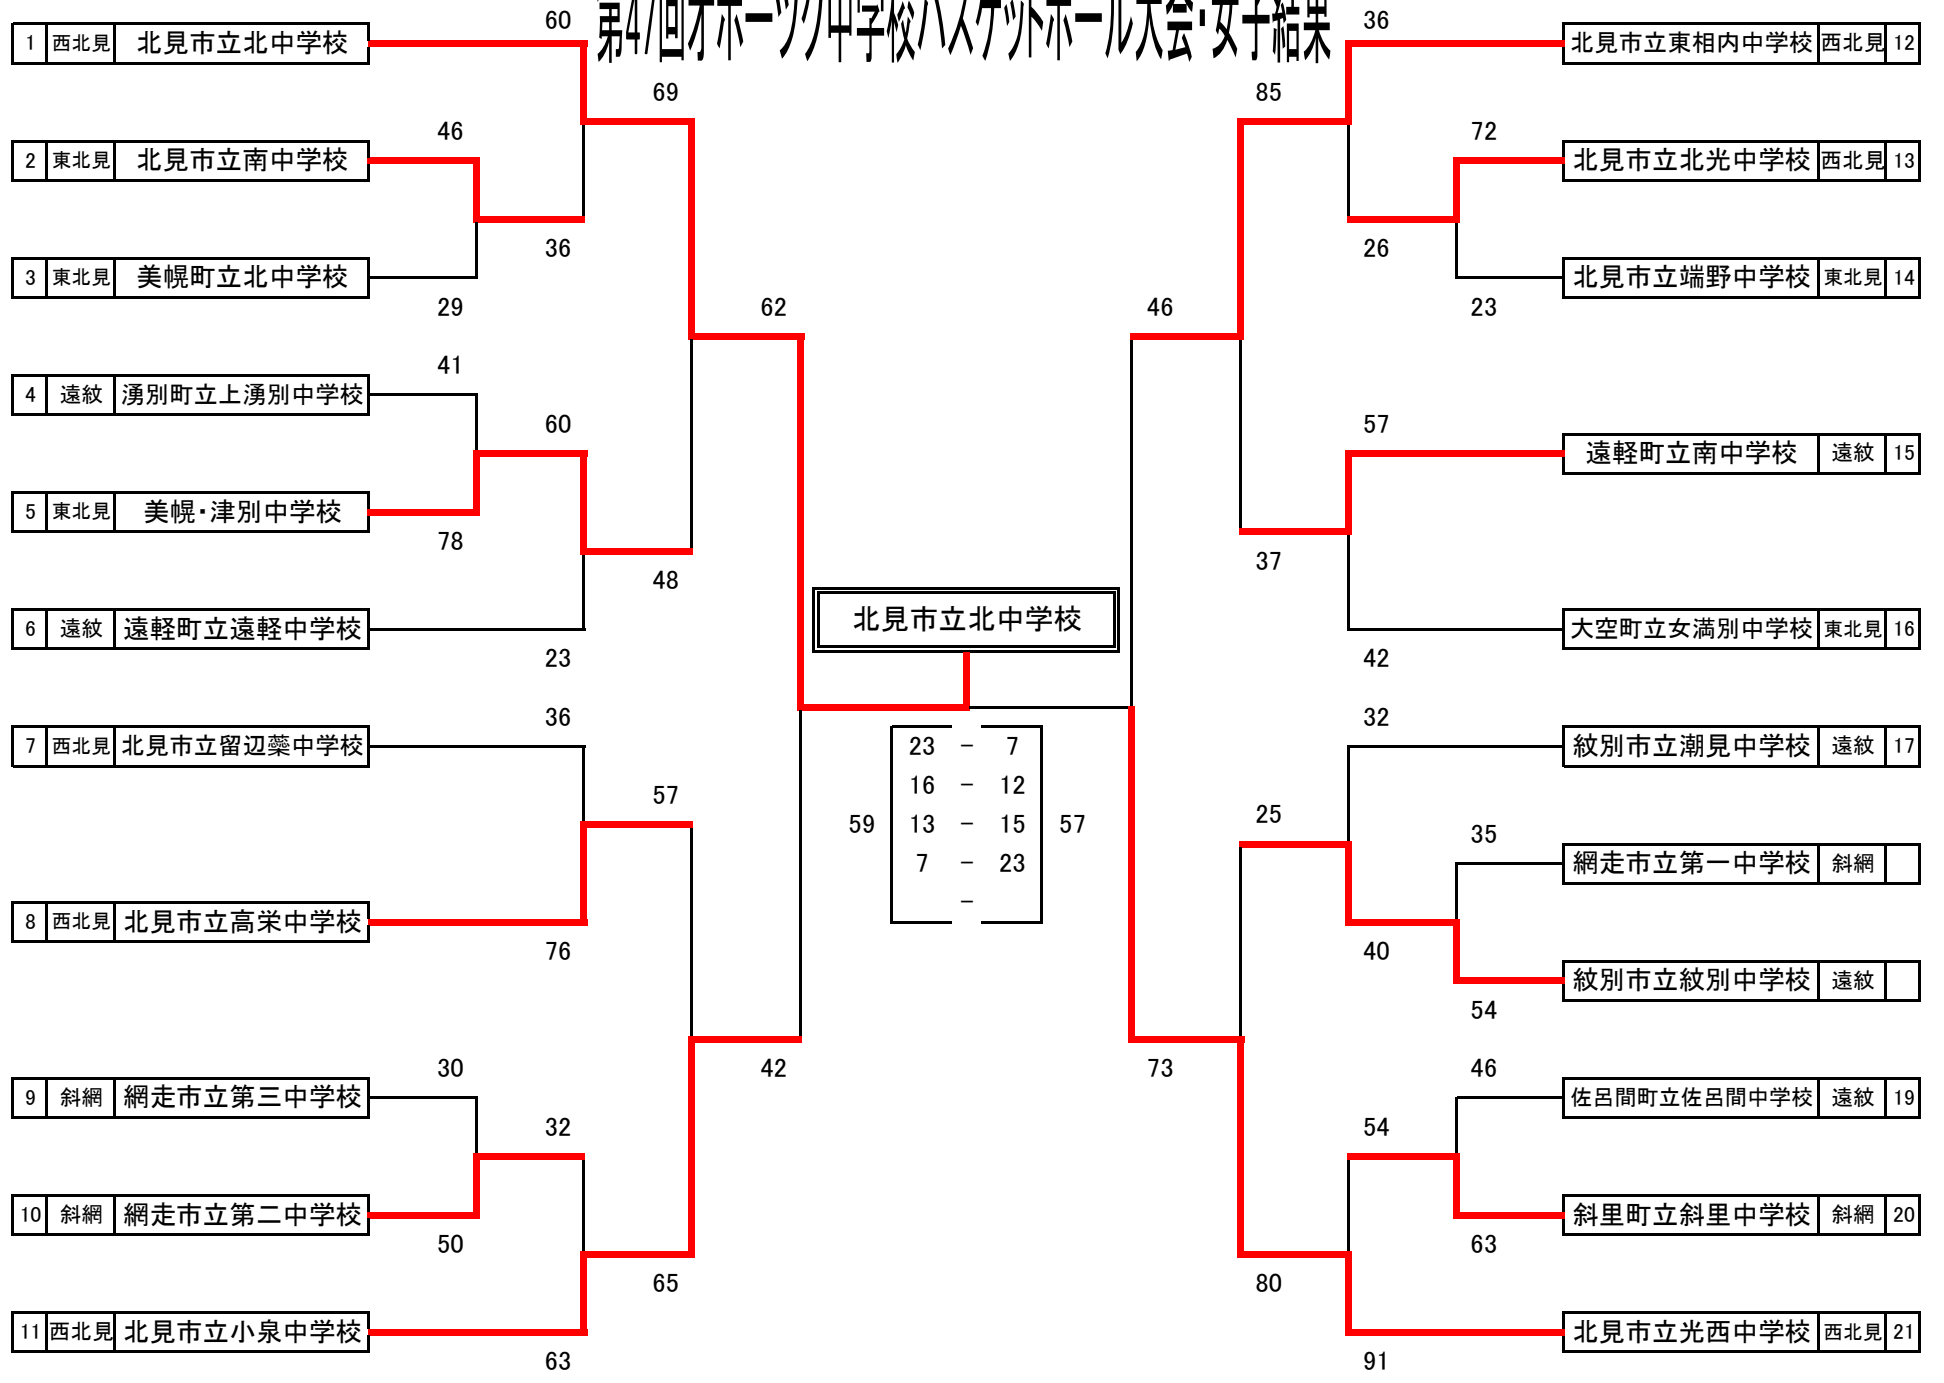 第47回オホーツク中学校バスケットボール大会・女子結果
60
36
1 西北見 北見市立北中学校
北見市立東相内中学校 西北見 12
69
85
46
72
2 東北見 北見市立南中学校
北見市立北光中学校 西北見 13
36
26
3 東北見 美幌町立北中学校
北見市立端野中学校 東北見 14
29
62
46
23
41
4 遠紋 湧別町立上湧別中学校
60
57
遠軽町立南中学校 遠紋 15
5 東北見 美幌・津別中学校
78
37
48
北見市立北中学校
6 遠紋 遠軽町立遠軽中学校
大空町立女満別中学校 東北見 16
23
42
36
32
7 西北見 北見市立留辺蘂中学校
23 - 7
紋別市立潮見中学校 遠紋 17
16 - 12
57
25
59 13 - 15 57
35
7 - 23
網走市立第一中学校 斜網
-
8 西北見 北見市立高栄中学校
76
40
紋別市立紋別中学校 遠紋
54
30
42
73
46
9 斜網 網走市立第三中学校
佐呂間町立佐呂間中学校 遠紋 19
32
54
10 斜網 網走市立第二中学校
斜里町立斜里中学校 斜網 20
50
63
65
80
11 西北見 北見市立小泉中学校
北見市立光西中学校 西北見 21
63
91